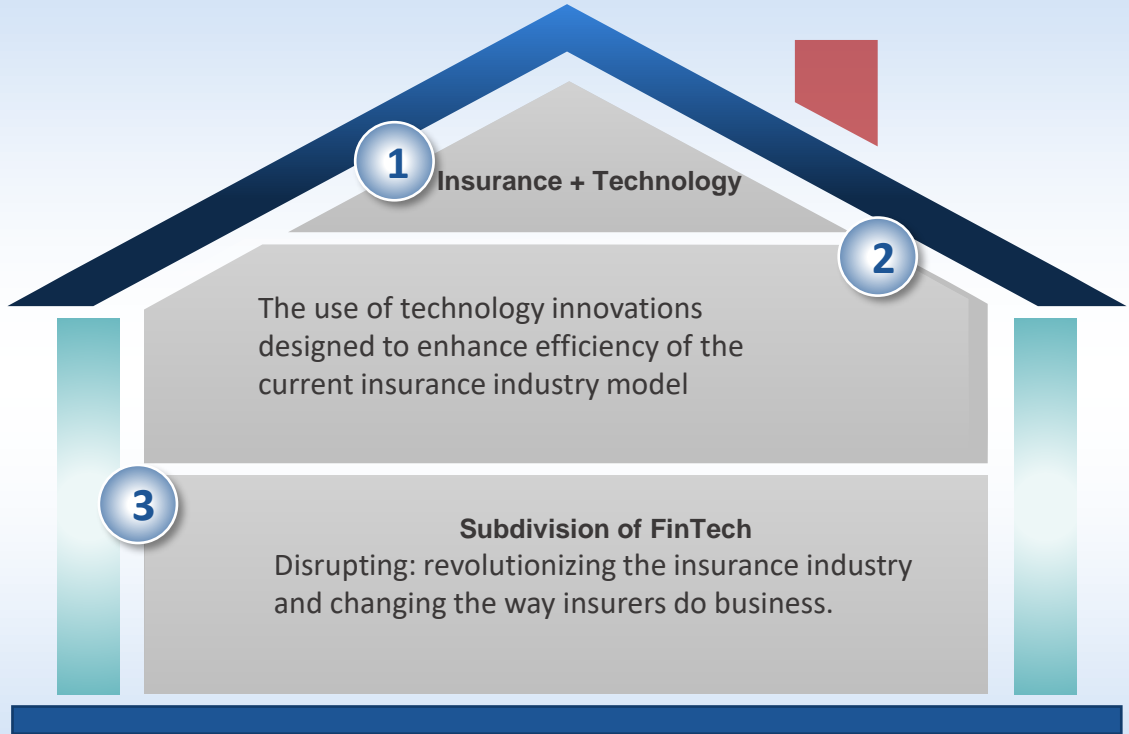 1
Insurance + Technology
2
The use of technology innovations
designed to enhance efficiency of the
current insurance industry model
3
Subdivision of FinTech
Disrupting: revolutionizing the insurance industry
and changing the way insurers do business.